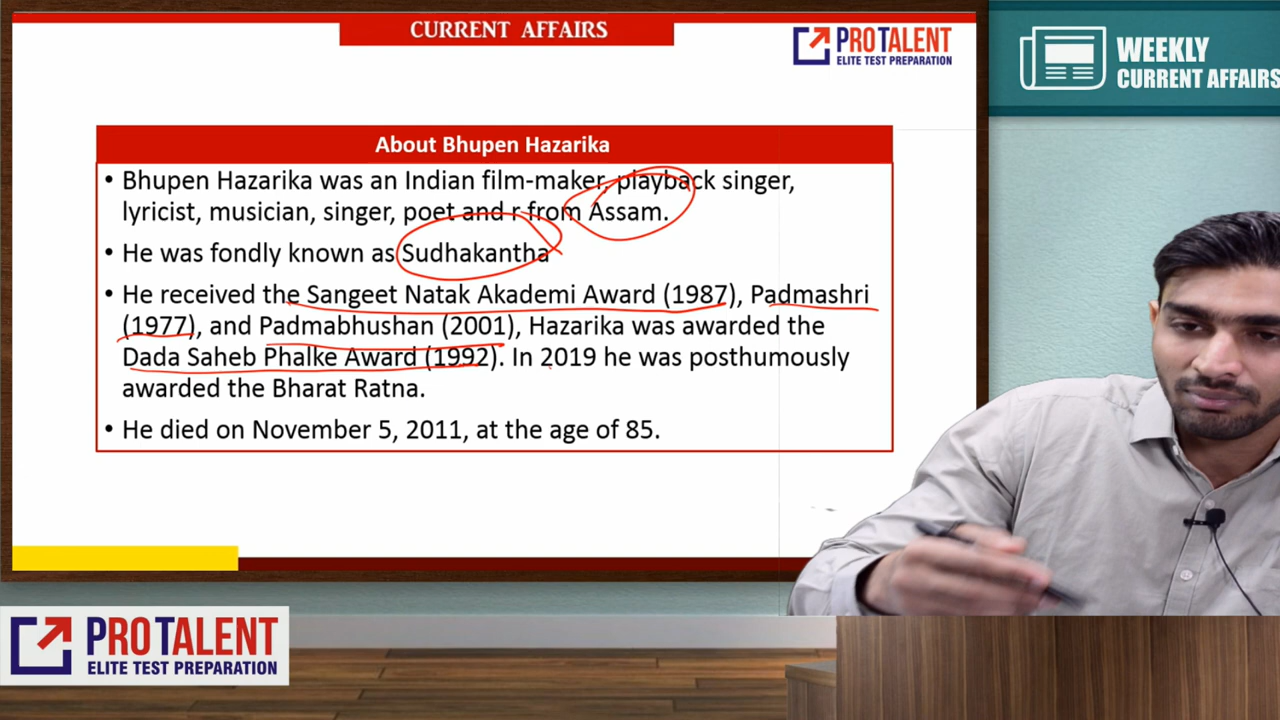 CURRENT AFFAIRS
PROTALENT
ELITE TEST PREPARATION
WEEKLY
CURRENT AFFAIRS
About Bhupen Hazarika
• Bhupen Hazarika was an Indian film-maker, playback singer,
lyricist, musician, singer, poet and r from Assam.
• He was fondly known as Sudhakantha
• He received the Sangeet Natak Akademi Award (1987), Padmashri
(1977), and Padmabhushan (2001), Hazarika was awarded the
Dada Saheb Phalke Award (1992). In 2019 he was posthumously
awarded the Bharat Ratna.
• He died on November 5, 2011, at the age of 85.
PROTALENT
ELITE TEST PREPARATION